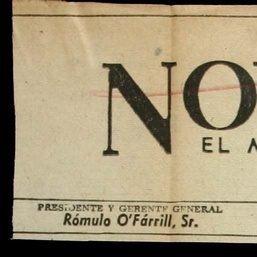 NO
EL
PRESIDENTE Y GERENTE GENERAL
Rómulo O'Fárrill, Sr.